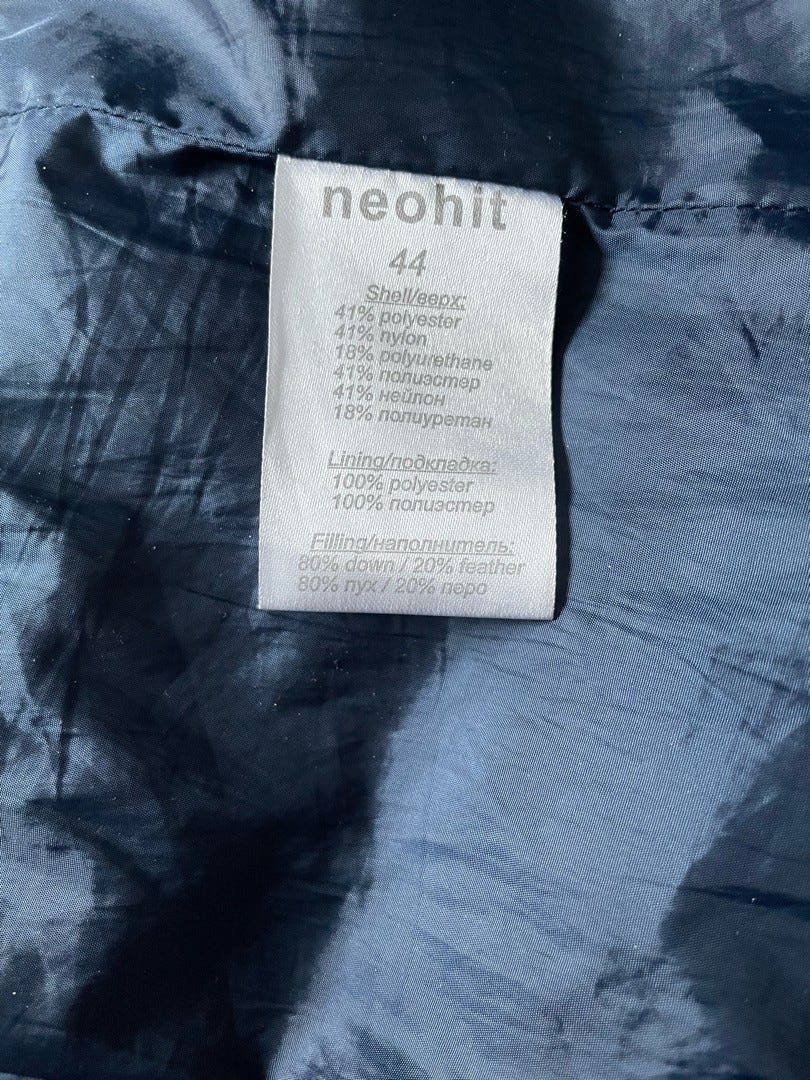 neohit
44
Shell/верх:
41% polyester
41% nylon
18% polyurethane
41% полиэстер
41% нейлон
18% полиуретан
Lining/подкладка:
100% polyester
100% полиэстер
Filling/наполнитель:
80% down / 20% feather
80% пух / 20% перо